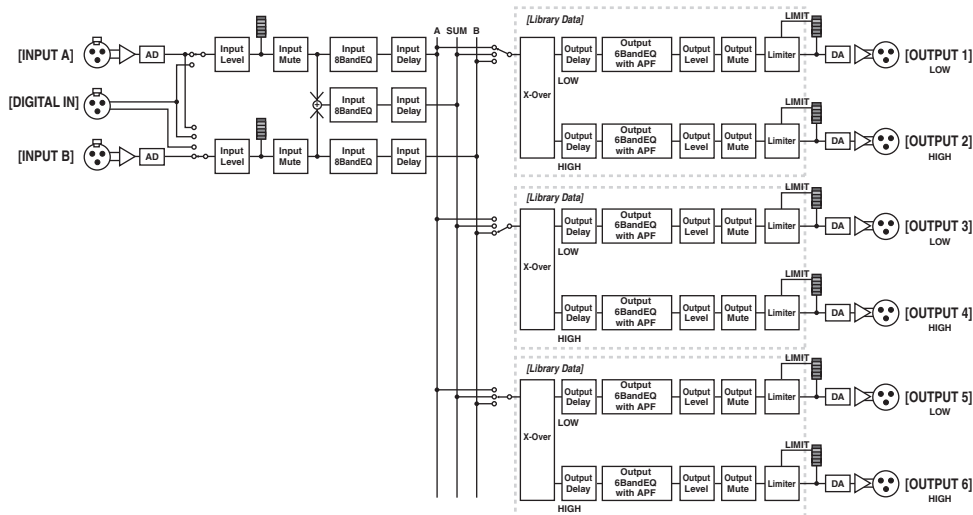 [Library Data]
LIMIT
A SUM B
[INPUT A]
AD
Input
Level
Input
Mute
Input
8BandEQ
Input
Delay
X-Over
Output
Delay
Output
6BandEQ
with APF
Output
Level
Output
Mute
Limiter
DA
[OUTPUT 1]
LOW
LOW
[DIGITAL IN]
Input
8BandEQ
Input
Delay
LIMIT
[INPUT B]
AD
Input
Level
Input
Mute
Input
8BandEQ
Input
Delay
Output
Delay
Output
6BandEQ
with APF
Output
Level
Output
Mute
Limiter
DA
[OUTPUT 2]
HIGH
HIGH
[Library Data]
LIMIT
X-Over
Output
Delay
Output
6BandEQ
with APF
Output
Level
Output
Mute
Limiter
DA
[OUTPUT 3]
LOW
LOW
LIMIT
Output
Delay
Output
6BandEQ
with APF
Output
Level
Output
Mute
Limiter
DA
[OUTPUT 4]
HIGH
HIGH
[Library Data]
LIMIT
X-Over
Output
Delay
Output
6BandEQ
with APF
Output
Level
Output
Mute
Limiter
DA
[OUTPUT 5]
LOW
LOW
LIMIT
Output
Delay
Output
6BandEQ
with APF
Output
Level
Output
Mute
Limiter
DA
[OUTPUT 6]
HIGH
HIGH